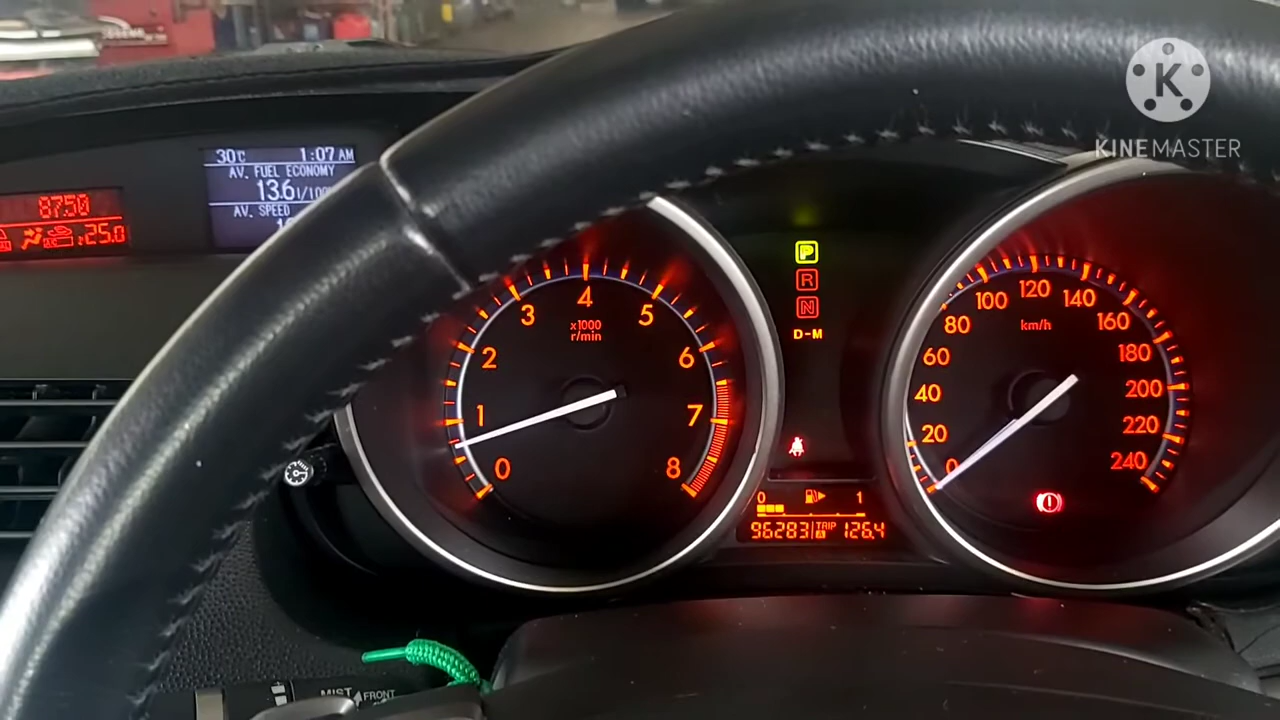 30℃ 1:07 AM
AV. FUEL ECONOMY
13.6 l/100
AV. SPEED
87.50
A/C 25.0
KINEMASTER
0 1 2 3 4 5 6 7 8
x1000
r/min
P
R
N
D-M
0 20 40 60 80 100 120 140 160 180 200 220 240
km/h
0 1
96283 TRIP A 126.4
MIST FRONT